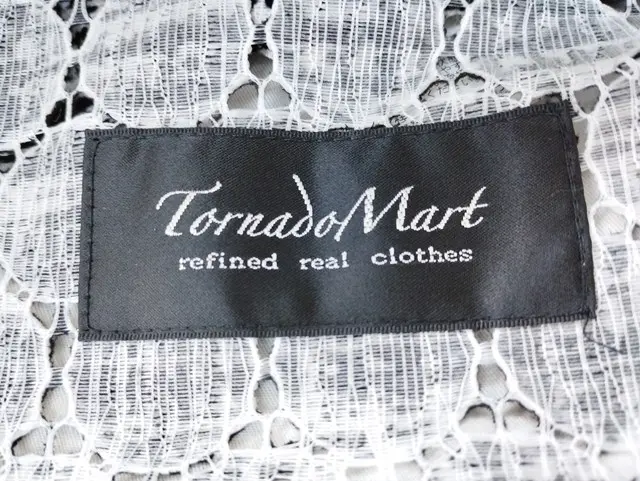 TornadoMart
refined real clothes